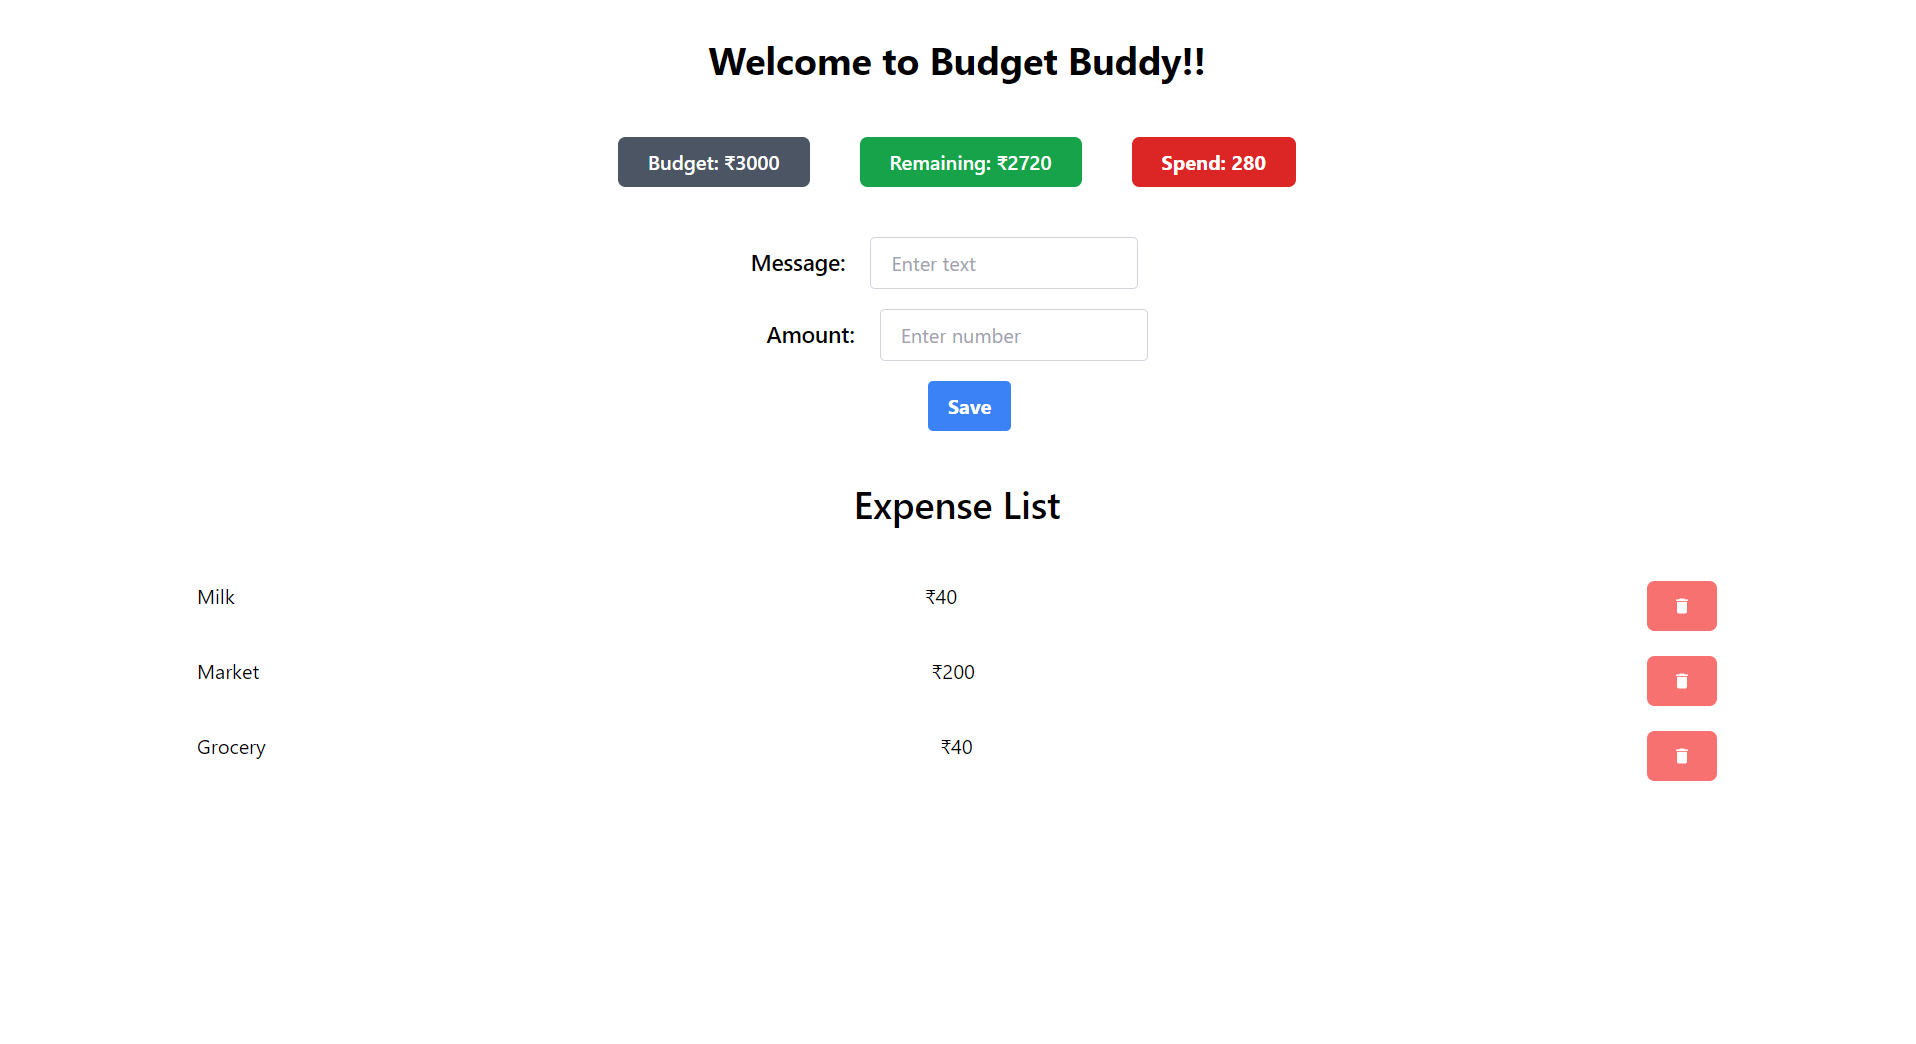 Welcome to Budget Buddy!!
Budget: ₹3000 Remaining: ₹2720 Spend: 280
Message: Enter text
Amount: Enter number
Save
Expense List
Milk ₹40
Market ₹200
Grocery ₹40